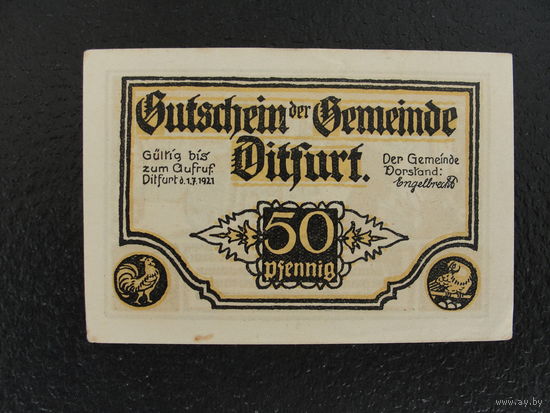 Gutschein der Gemeinde
Ditfurt.
Gültig bis
zum Aufruf.
Ditfurt d. 1.7.1921
Der Gemeinde
Vorstand:
Engelbrecht
50
Pfennig
www.ay.by